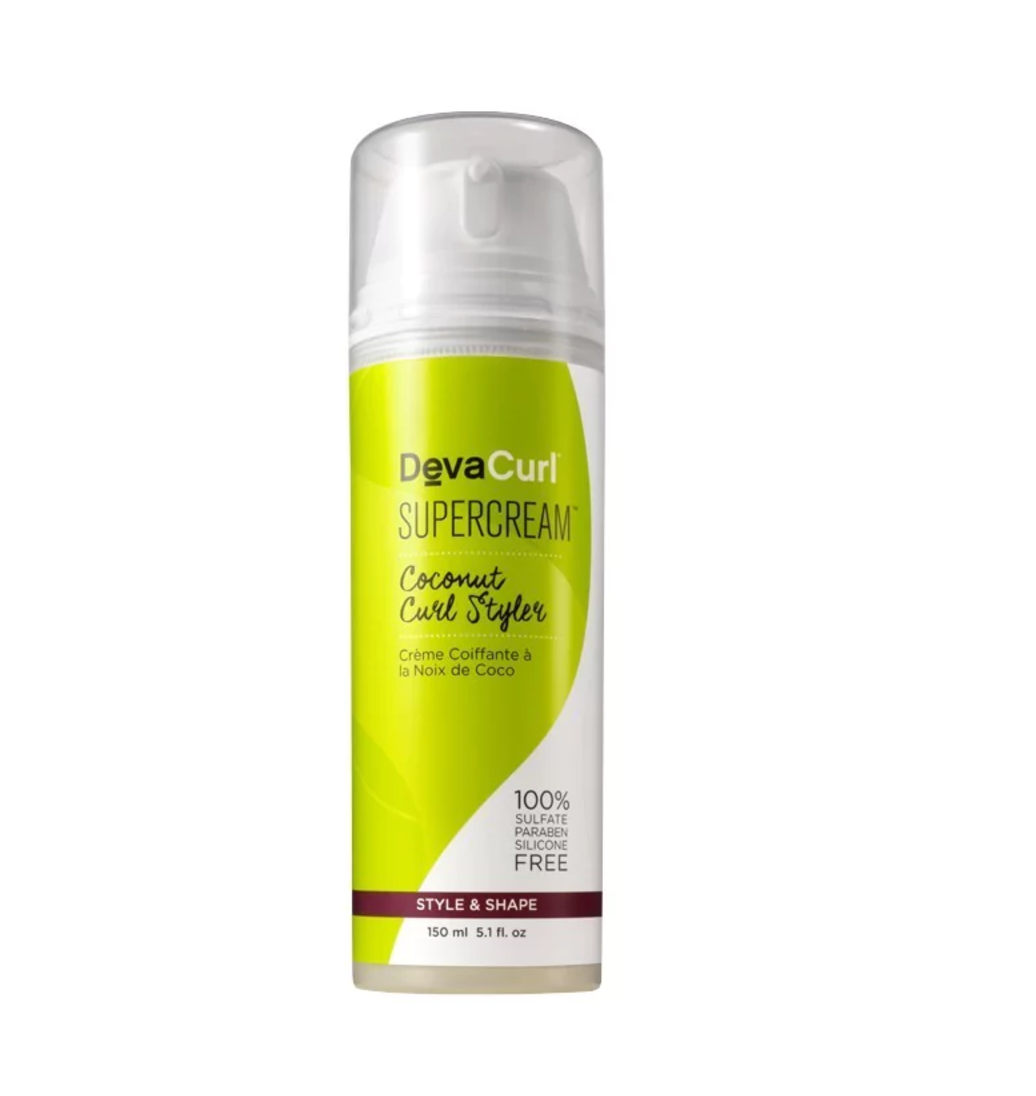 DevaCurl
SUPERCREAM™
Coconut
Curl Styler
Crème Coiffante à
la Noix de Coco
100%
SULFATE
PARABEN
SILICONE
FREE
STYLE & SHAPE
150 ml 5.1 fl. oz